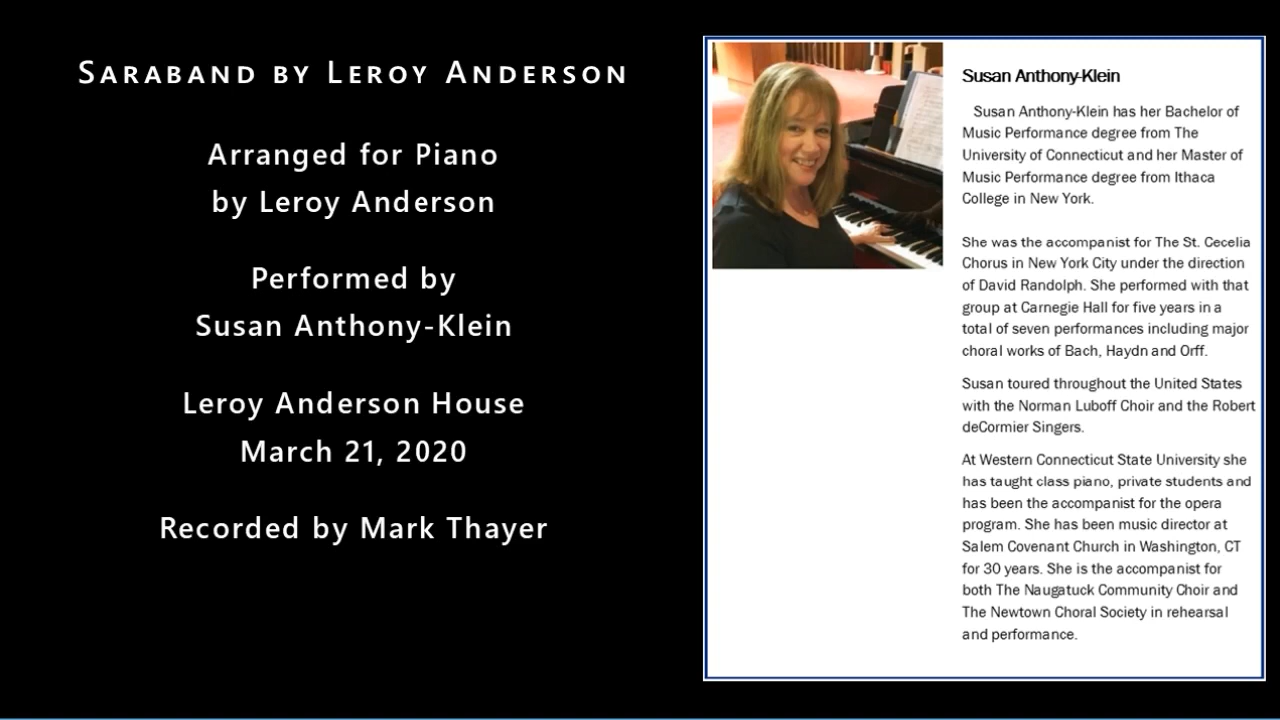 SARABAND BY LEROY ANDERSON
Arranged for Piano
by Leroy Anderson
Performed by
Susan Anthony-Klein
Leroy Anderson House
March 21, 2020
Recorded by Mark Thayer
Susan Anthony-Klein
Susan Anthony-Klein has her Bachelor of
Music Performance degree from The
University of Connecticut and her Master of
Music Performance degree from Ithaca
College in New York.
She was the accompanist for The St. Cecelia
Chorus in New York City under the direction
of David Randolph. She performed with that
group at Carnegie Hall for five years in a
total of seven performances including major
choral works of Bach, Haydn and Orff.
Susan toured throughout the United States
with the Norman Luboff Choir and the Robert
deCormier Singers.
At Western Connecticut State University she
has taught class piano, private students and
has been the accompanist for the opera
program. She has been music director at
Salem Covenant Church in Washington, CT
for 30 years. She is the accompanist for
both The Naugatuck Community Choir and
The Newtown Choral Society in rehearsal
and performance.